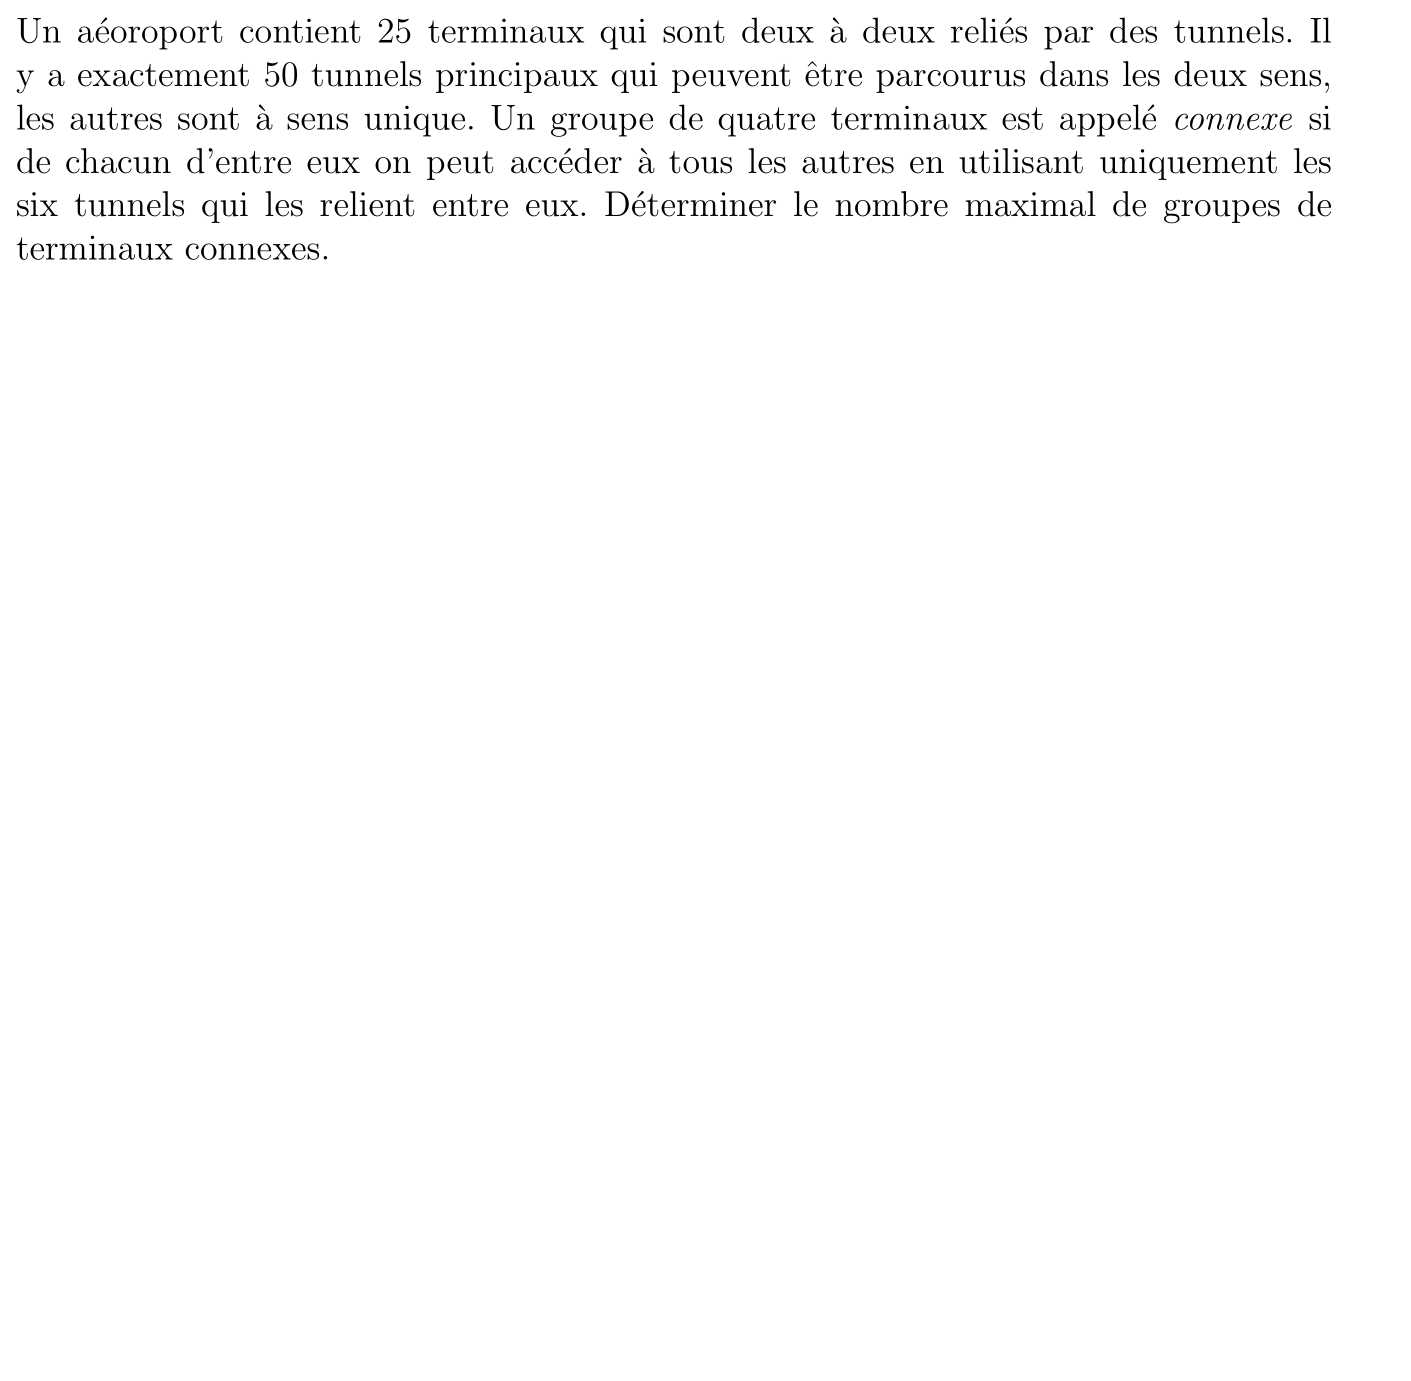 Un aéoroport contient 25 terminaux qui sont deux à deux reliés par des tunnels. Il
y a exactement 50 tunnels principaux qui peuvent être parcourus dans les deux sens,
les autres sont à sens unique. Un groupe de quatre terminaux est appelé connexe si
de chacun d'entre eux on peut accéder à tous les autres en utilisant uniquement les
six tunnels qui les relient entre eux. Déterminer le nombre maximal de groupes de
terminaux connexes.